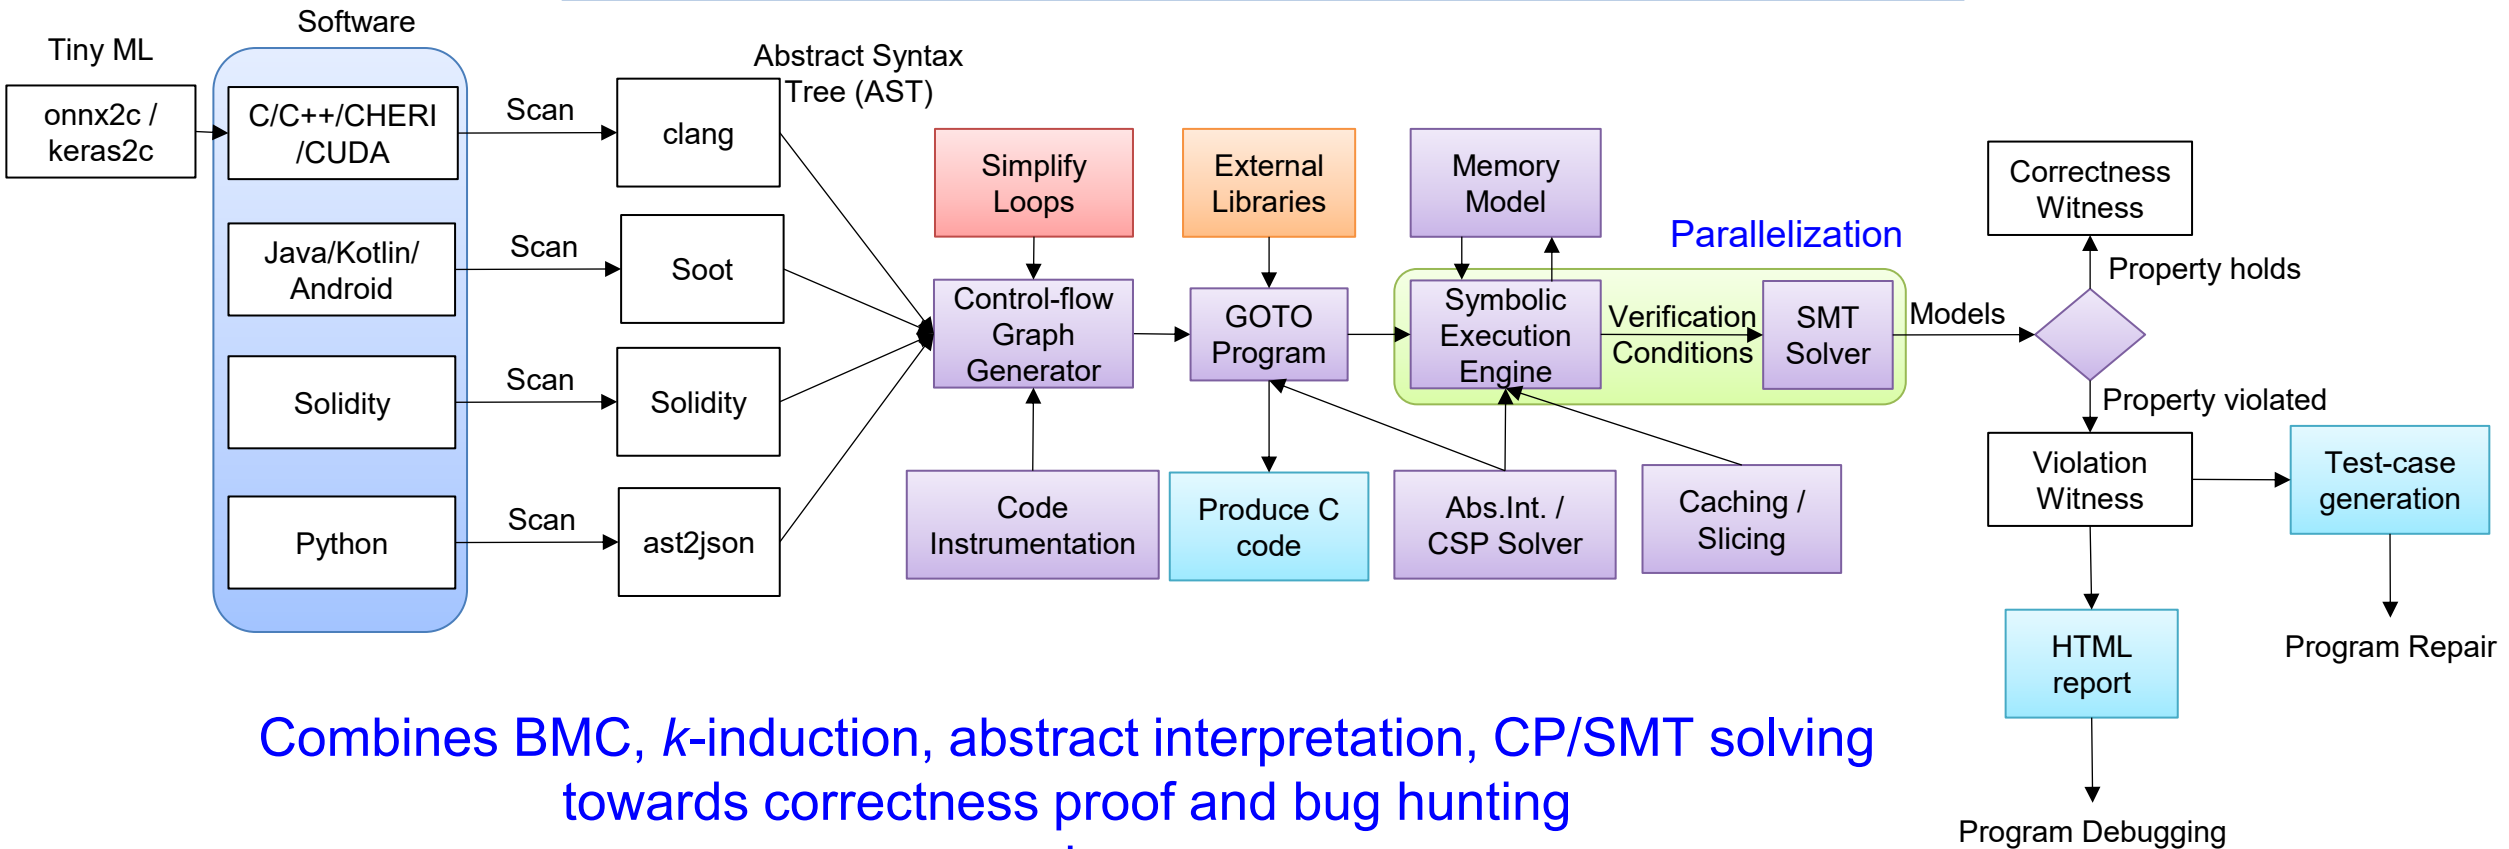 Software
Tiny ML
onnx2c /
keras2c
C/C++/CHERI
/CUDA
Scan
clang
Abstract Syntax
Tree (AST)
Java/Kotlin/
Android
Scan
Soot
Solidity
Scan
Solidity
Python
Scan
ast2json
Simplify
Loops
External
Libraries
Memory
Model
Parallelization
Control-flow
Graph
Generator
GOTO
Program
Symbolic
Execution
Engine
Verification
Conditions
SMT
Solver
Models
Correctness
Witness
Property holds
Property violated
Code
Instrumentation
Produce C
code
Abs.Int. /
CSP Solver
Caching /
Slicing
Violation
Witness
Test-case
generation
HTML
report
Program Repair
Program Debugging
Combines BMC, k-induction, abstract interpretation, CP/SMT solving
towards correctness proof and bug hunting